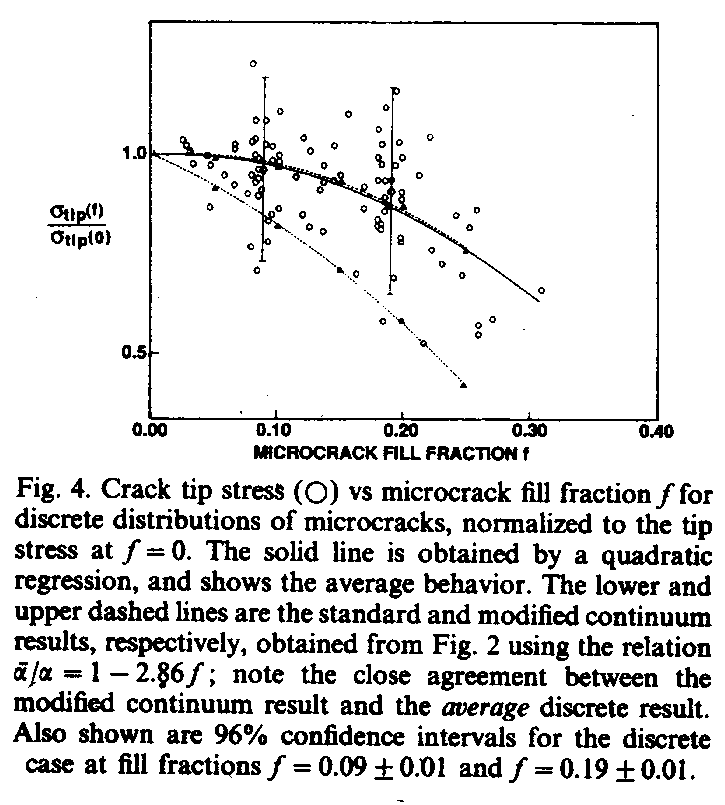 1.0
σtip(f)
σtip(0)
0.5
0.00 0.10 0.20 0.30 0.40
MICROCRACK FILL FRACTION f
Fig. 4. Crack tip stress (○) vs microcrack fill fraction f for
discrete distributions of microcracks, normalized to the tip
stress at f = 0. The solid line is obtained by a quadratic
regression, and shows the average behavior. The lower and
upper dashed lines are the standard and modified continuum
results, respectively, obtained from Fig. 2 using the relation
ᾱ/α = 1 − 2.86f; note the close agreement between the
modified continuum result and the average discrete result.
Also shown are 96% confidence intervals for the discrete
case at fill fractions f = 0.09 ± 0.01 and f = 0.19 ± 0.01.